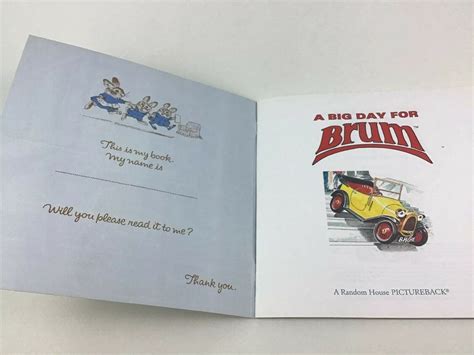 This is my book.
My name is
Will you please read it to me?
Thank you.
A BIG DAY FOR
BRUM™
BRUM
A Random House PICTUREBACK®